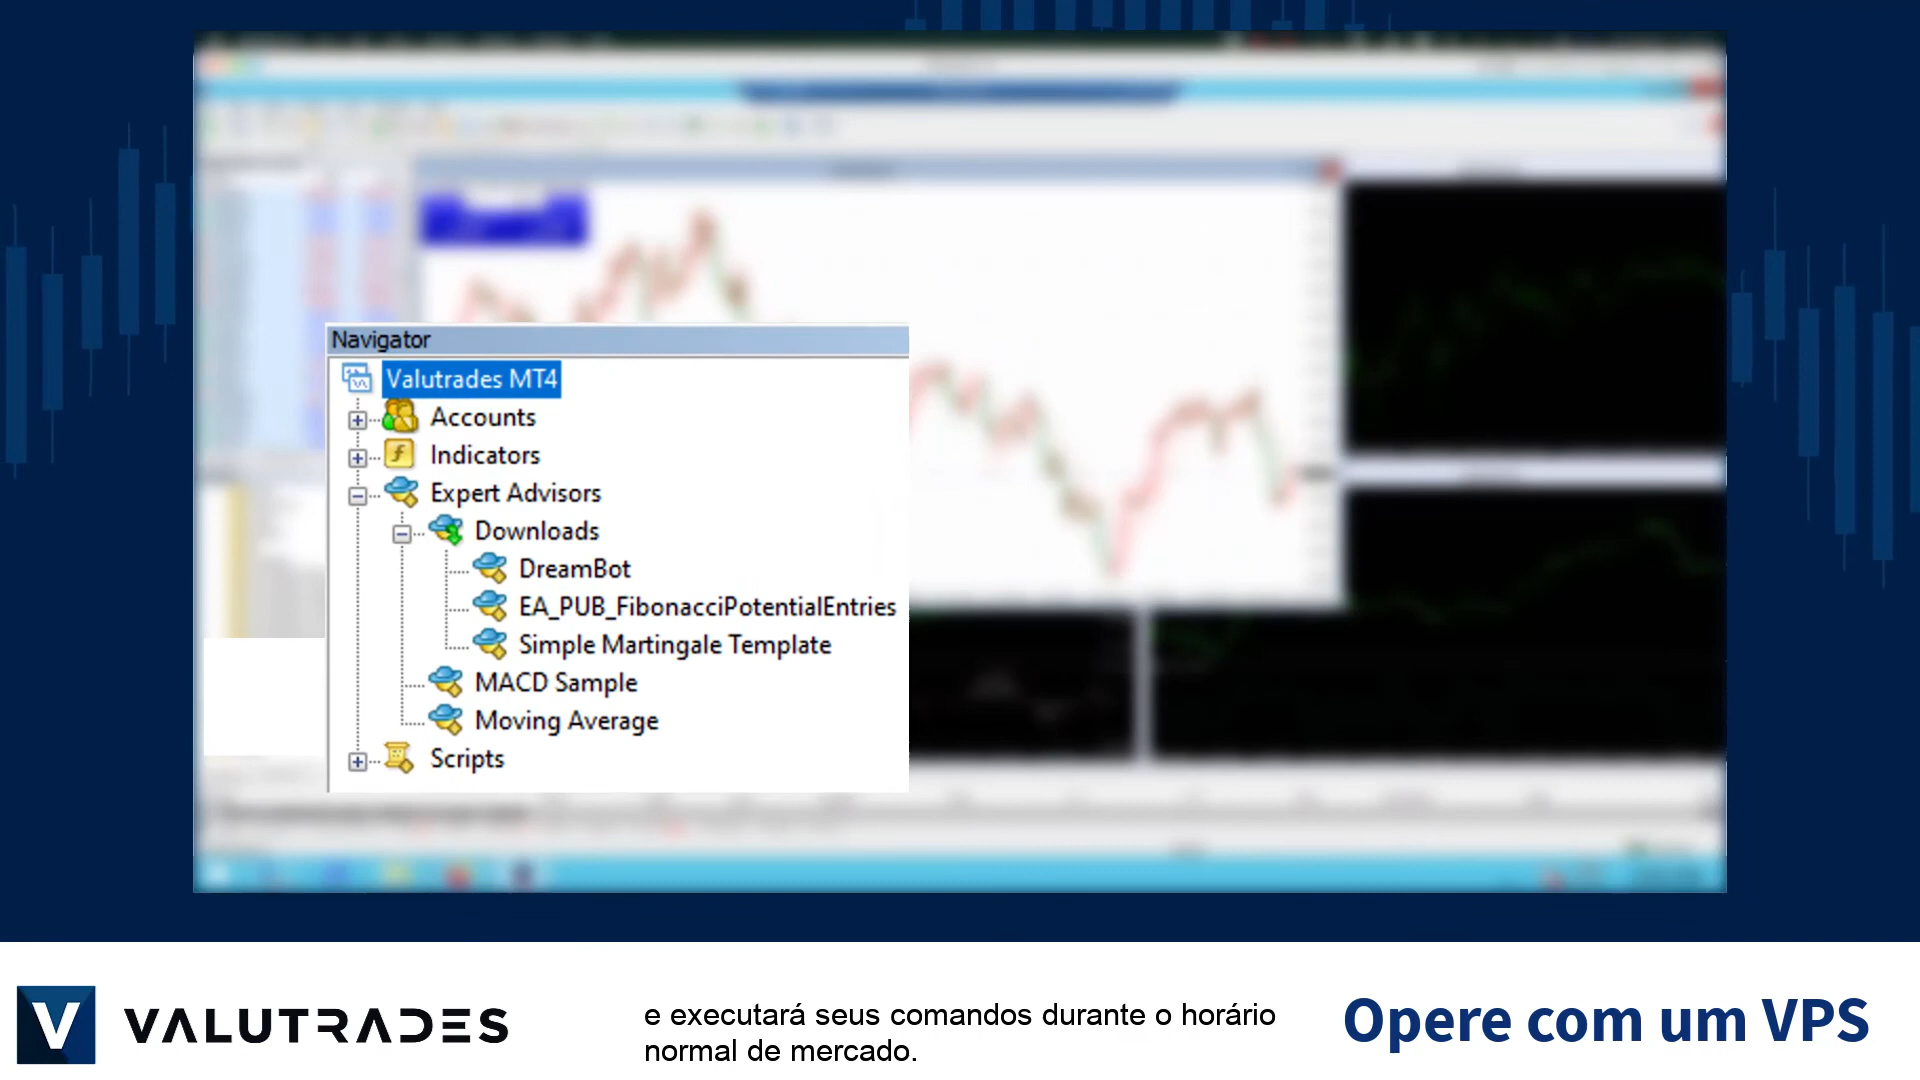 Navigator
Valutrades MT4
Accounts
Indicators
Expert Advisors
Downloads
DreamBot
EA_PUB_FibonacciPotentialEntries
Simple Martingale Template
MACD Sample
Moving Average
Scripts
V VALUTRADES
e executará seus comandos durante o horário
normal de mercado.
Opere com um VPS